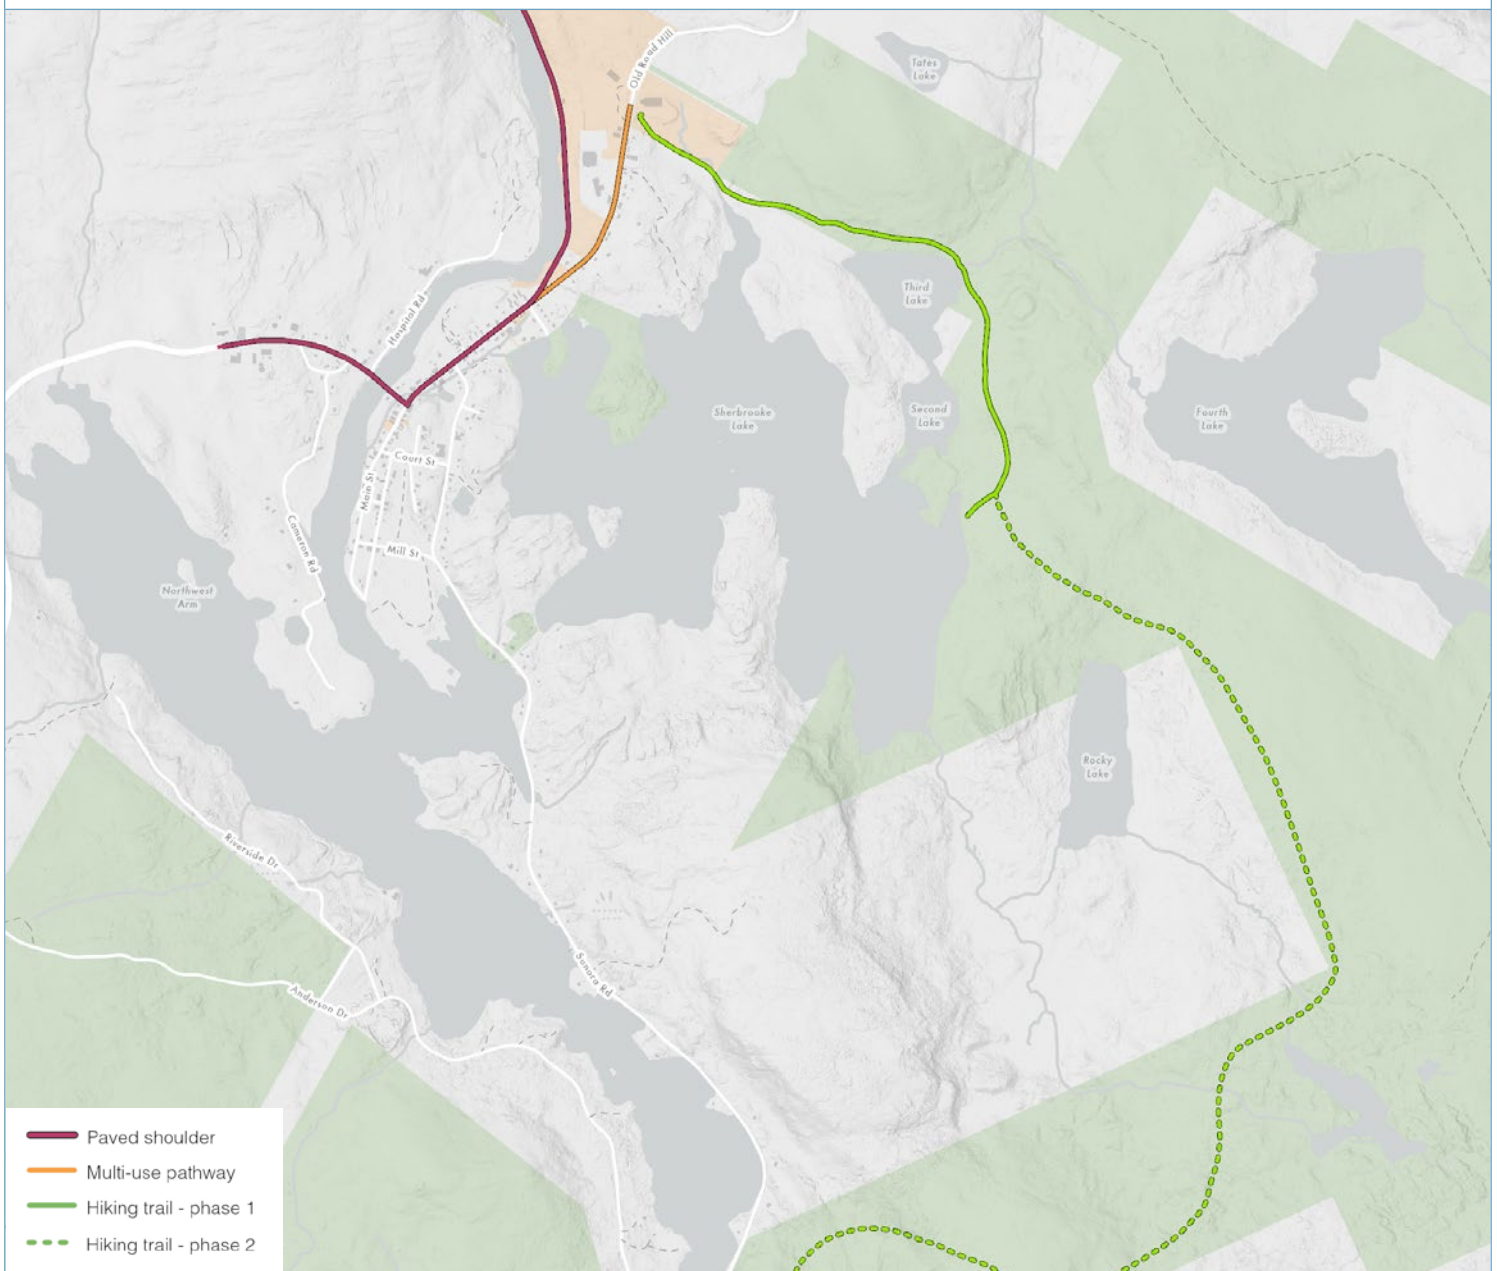 Old Road Hill
Tates
Lake
Hospital Rd
Third
Lake
Sherbrooke
Lake
Second
Lake
Fourth
Lake
Court St
Main St
Mill St
Cameron Rd
Northwest
Arm
Rocky
Lake
Riverside Dr
Sonora Rd
Anderson Dr
Paved shoulder
Multi-use pathway
Hiking trail - phase 1
Hiking trail - phase 2